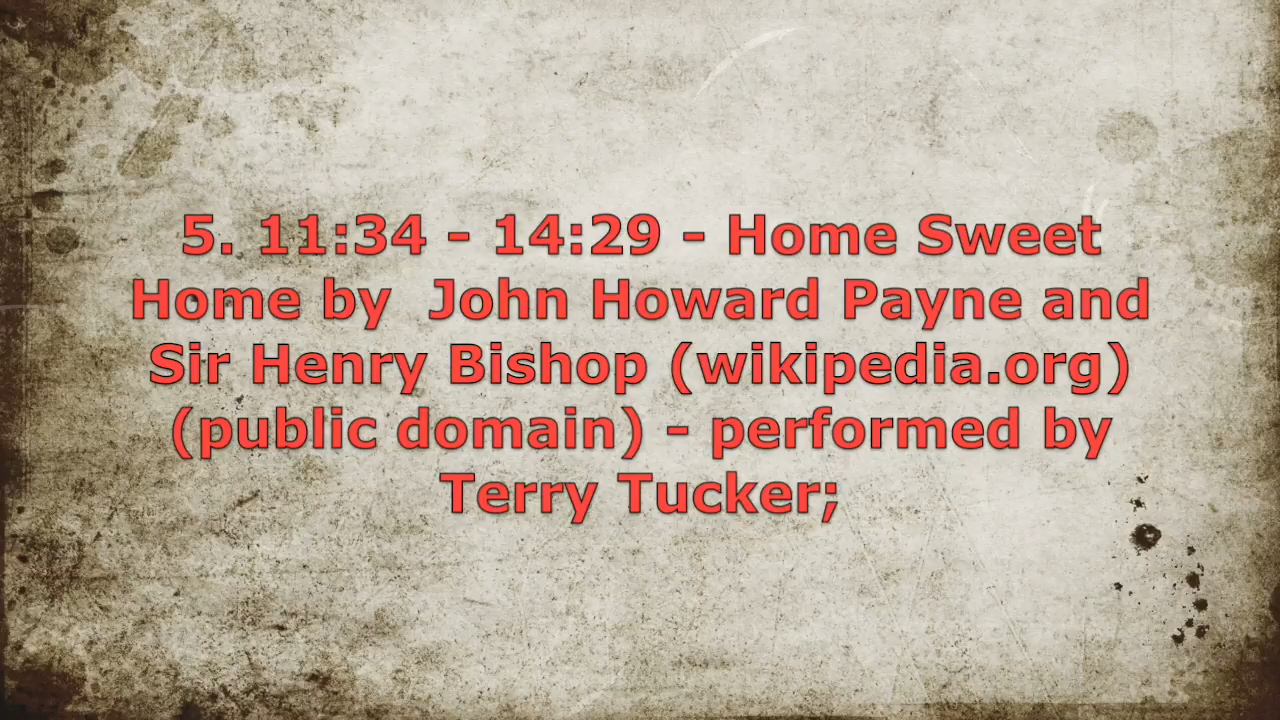 5. 11:34 - 14:29 - Home Sweet
Home by  John Howard Payne and
Sir Henry Bishop (wikipedia.org)
(public domain) - performed by
Terry Tucker;